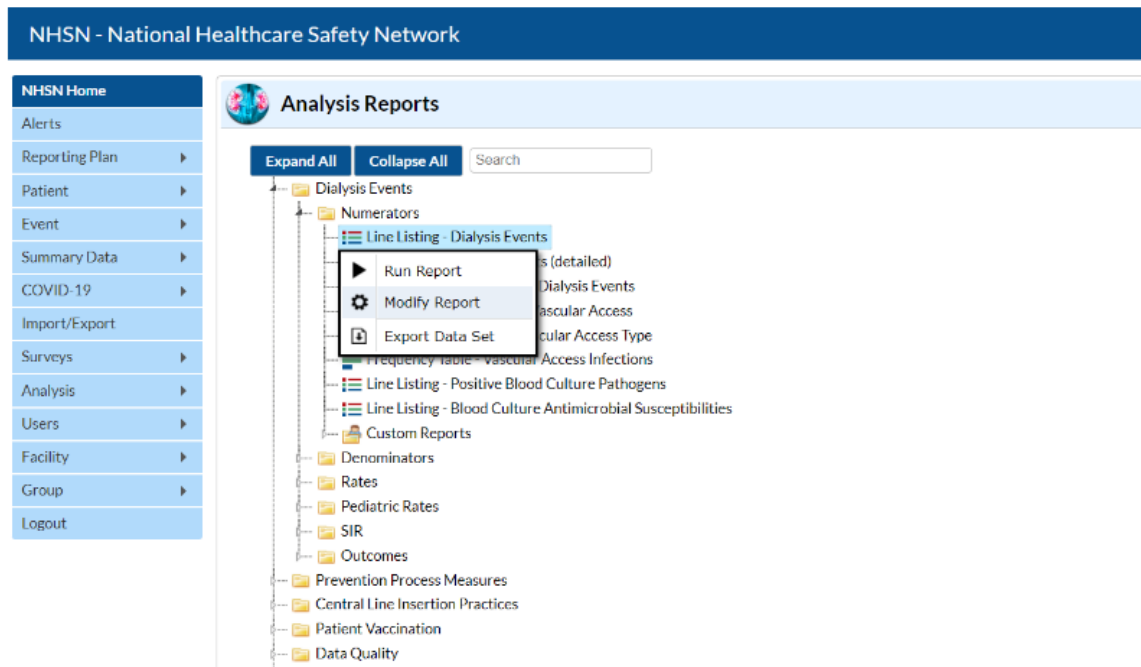 NHSN - National Healthcare Safety Network
NHSN Home
Alerts
Reporting Plan
Patient
Event
Summary Data
COVID-19
Import/Export
Surveys
Analysis
Users
Facility
Group
Logout
Analysis Reports
Expand All Collapse All Search
Dialysis Events
Numerators
Line Listing - Dialysis Events
Run Report
Modify Report
Export Data Set
(detailed)
Dialysis Events
Access
Access Type
Frequency Table - Vascular Access Infections
Line Listing - Positive Blood Culture Pathogens
Line Listing - Blood Culture Antimicrobial Susceptibilities
Custom Reports
Denominators
Rates
Pediatric Rates
SIR
Outcomes
Prevention Process Measures
Central Line Insertion Practices
Patient Vaccination
Data Quality